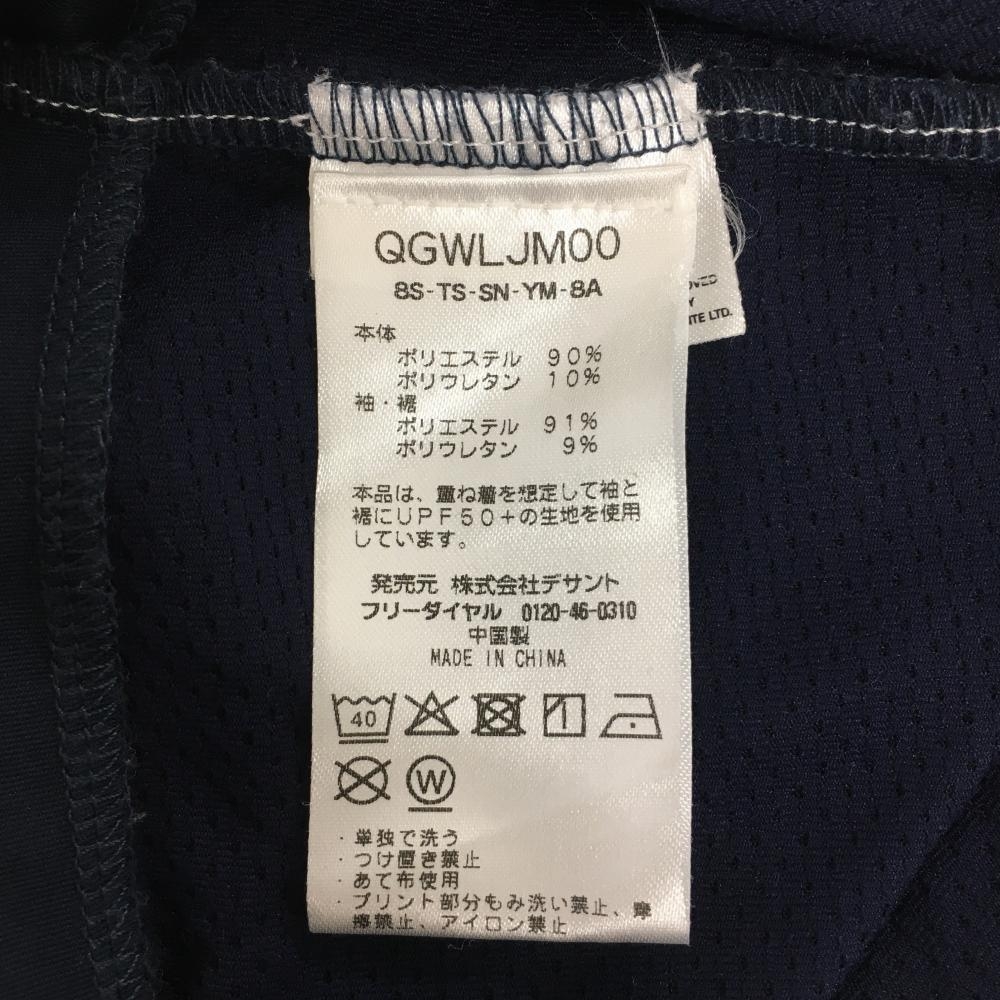 QGWLJM00
8S-TS-SN-YM-8A
本体
ポリエステル 90%
ポリウレタン 10%
袖・裾
ポリエステル 91%
ポリウレタン 9%
本品は、重ね着を想定して袖と
裾にUPF50+の生地を使用
しています。
発売元 株式会社デサント
フリーダイヤル 0120-46-0310
中国製
MADE IN CHINA
40
W
・単独で洗う
・つけ置き禁止
・あて布使用
・プリント部分もみ洗い禁止、摩
擦禁止、アイロン禁止
LTD.